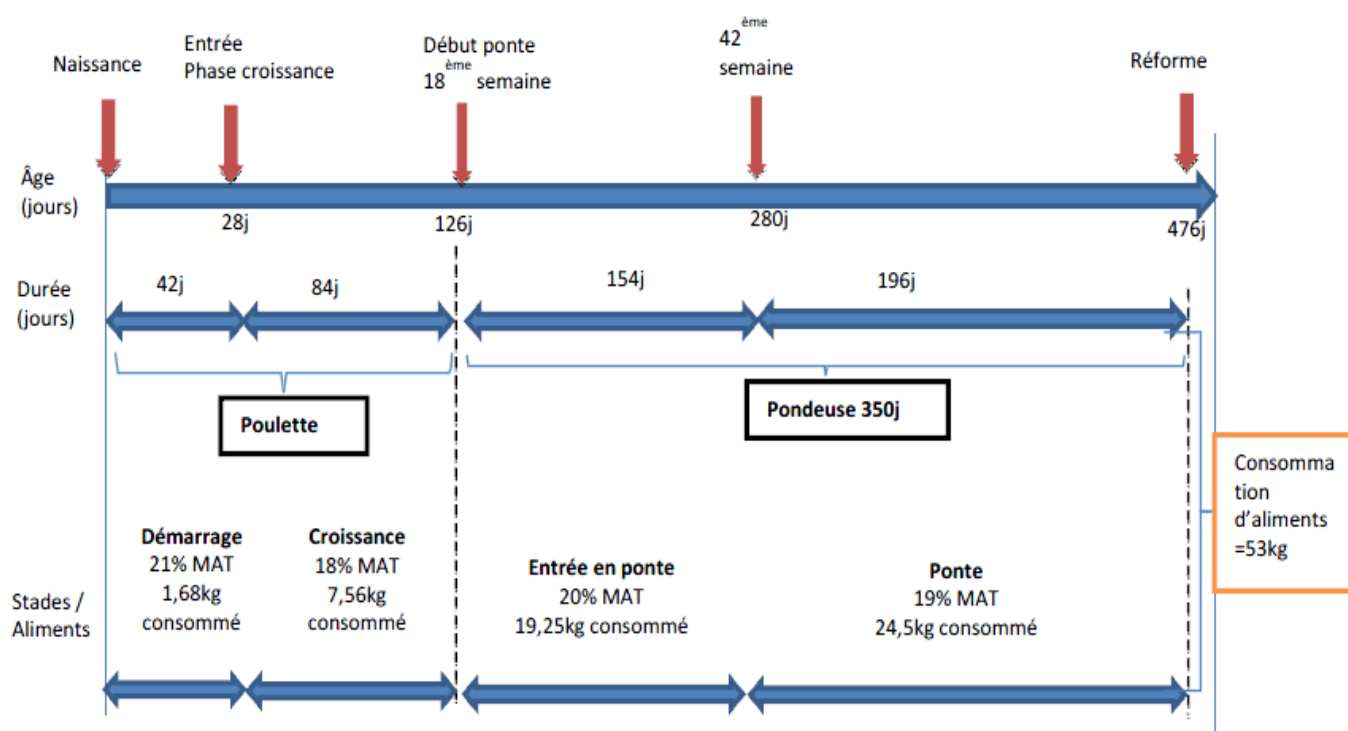 Naissance
Entrée
Phase croissance
Début ponte
18ème semaine
42ème
semaine
Réforme
Âge
(jours)
28j
126j
280j
476j
Durée
(jours)
42j
84j
154j
196j
Poulette
Pondeuse 350j
Consomma
tion
d'aliments
=53kg
Stades /
Aliments
Démarrage
21% MAT
1,68kg
consommé
Croissance
18% MAT
7,56kg
consommé
Entrée en ponte
20% MAT
19,25kg consommé
Ponte
19% MAT
24,5kg consommé